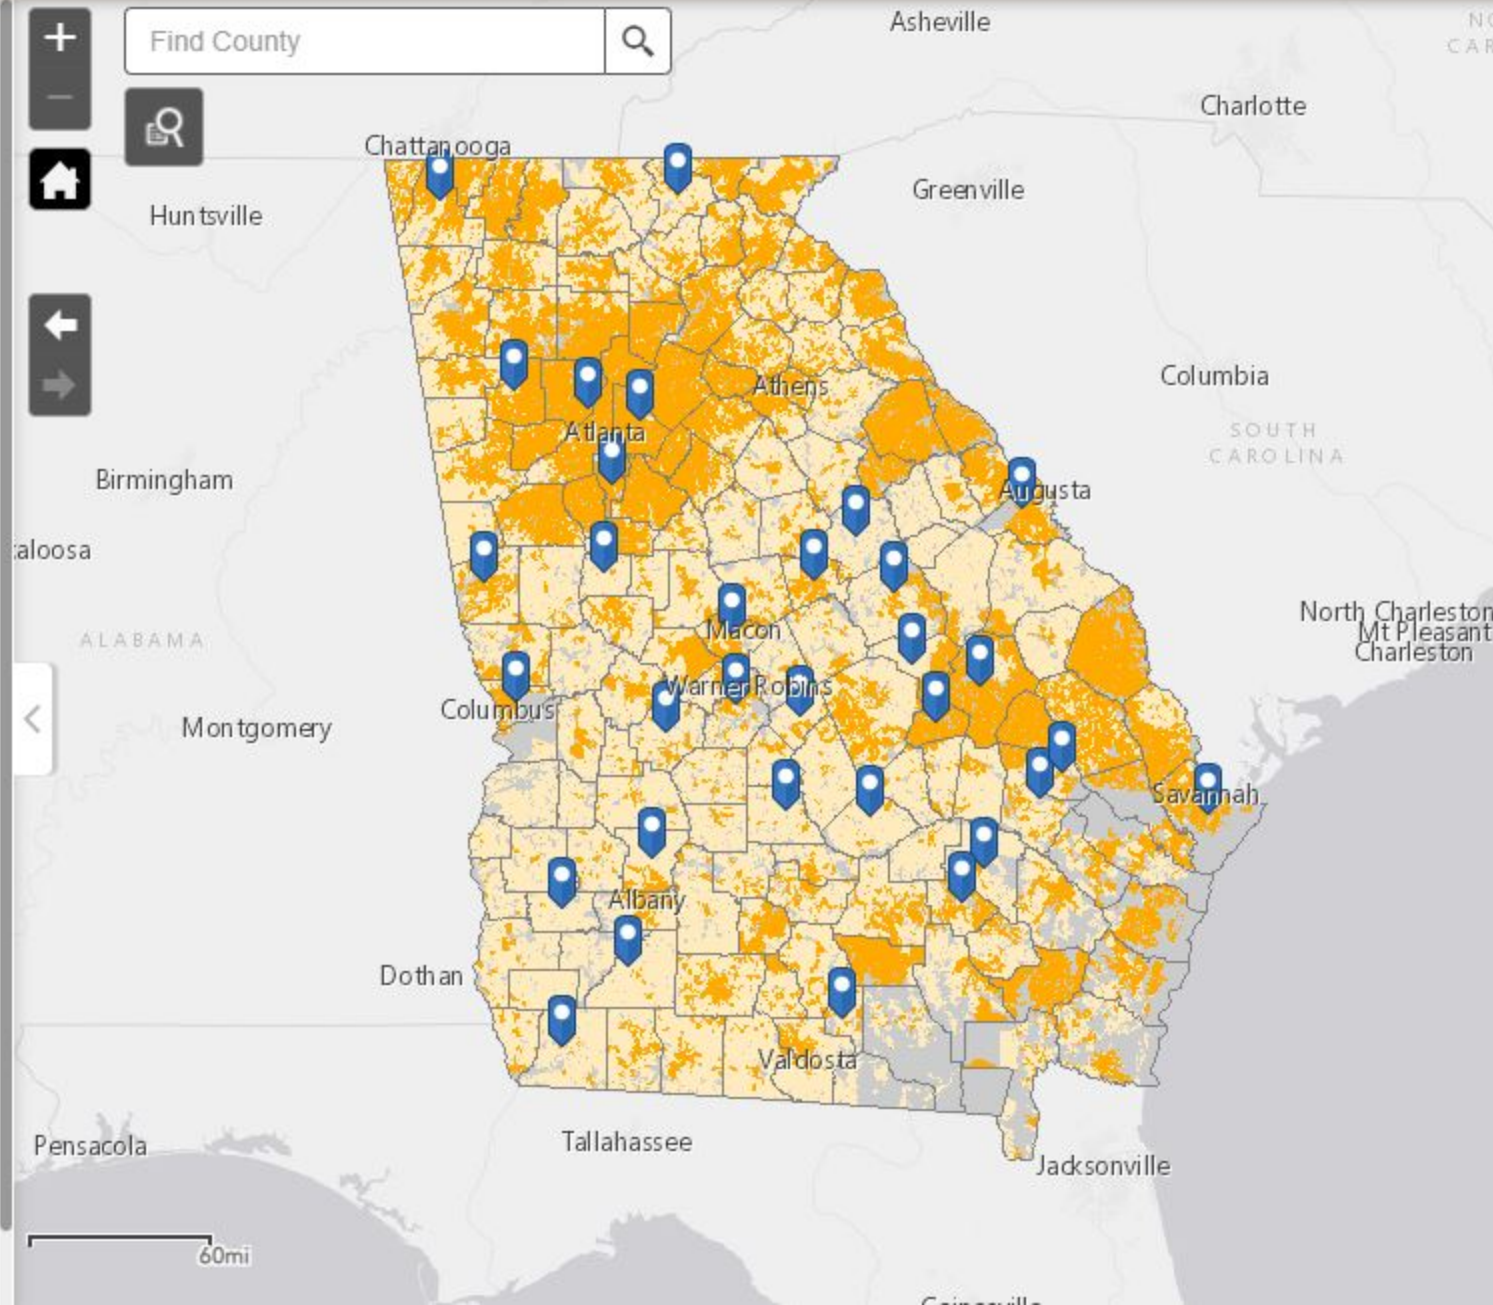 Find County
Asheville
Charlotte
Chattanooga
Huntsville
Greenville
Athens
Columbia
Atlanta
SOUTH
CAROLINA
Birmingham
Augusta
aloosa
ALABAMA
Macon
North Charleston
Mt Pleasant
Charleston
Warner Robins
Columbus
Montgomery
Savannah
Albany
Dothan
Valdosta
Pensacola
Tallahassee
Jacksonville
60mi